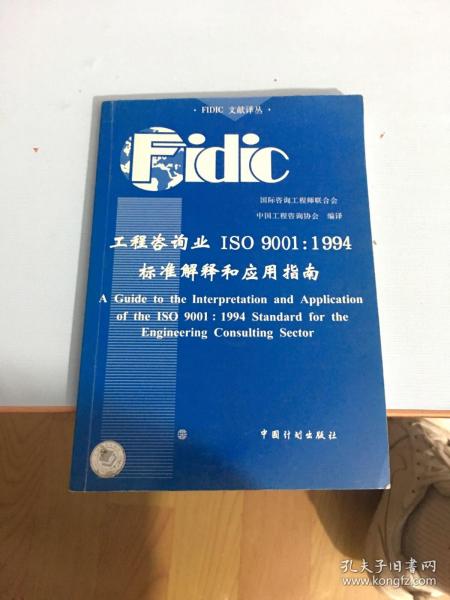 · FIDIC 文献译丛 ·
Fidic
国际咨询工程师联合会
中国工程咨询协会 编译
工程咨询业 ISO 9001:1994
标准解释和应用指南
A Guide to the Interpretation and Application
of the ISO 9001 : 1994 Standard for the
Engineering Consulting Sector
中国计划出版社
孔夫子旧书网
www.kongfz.com